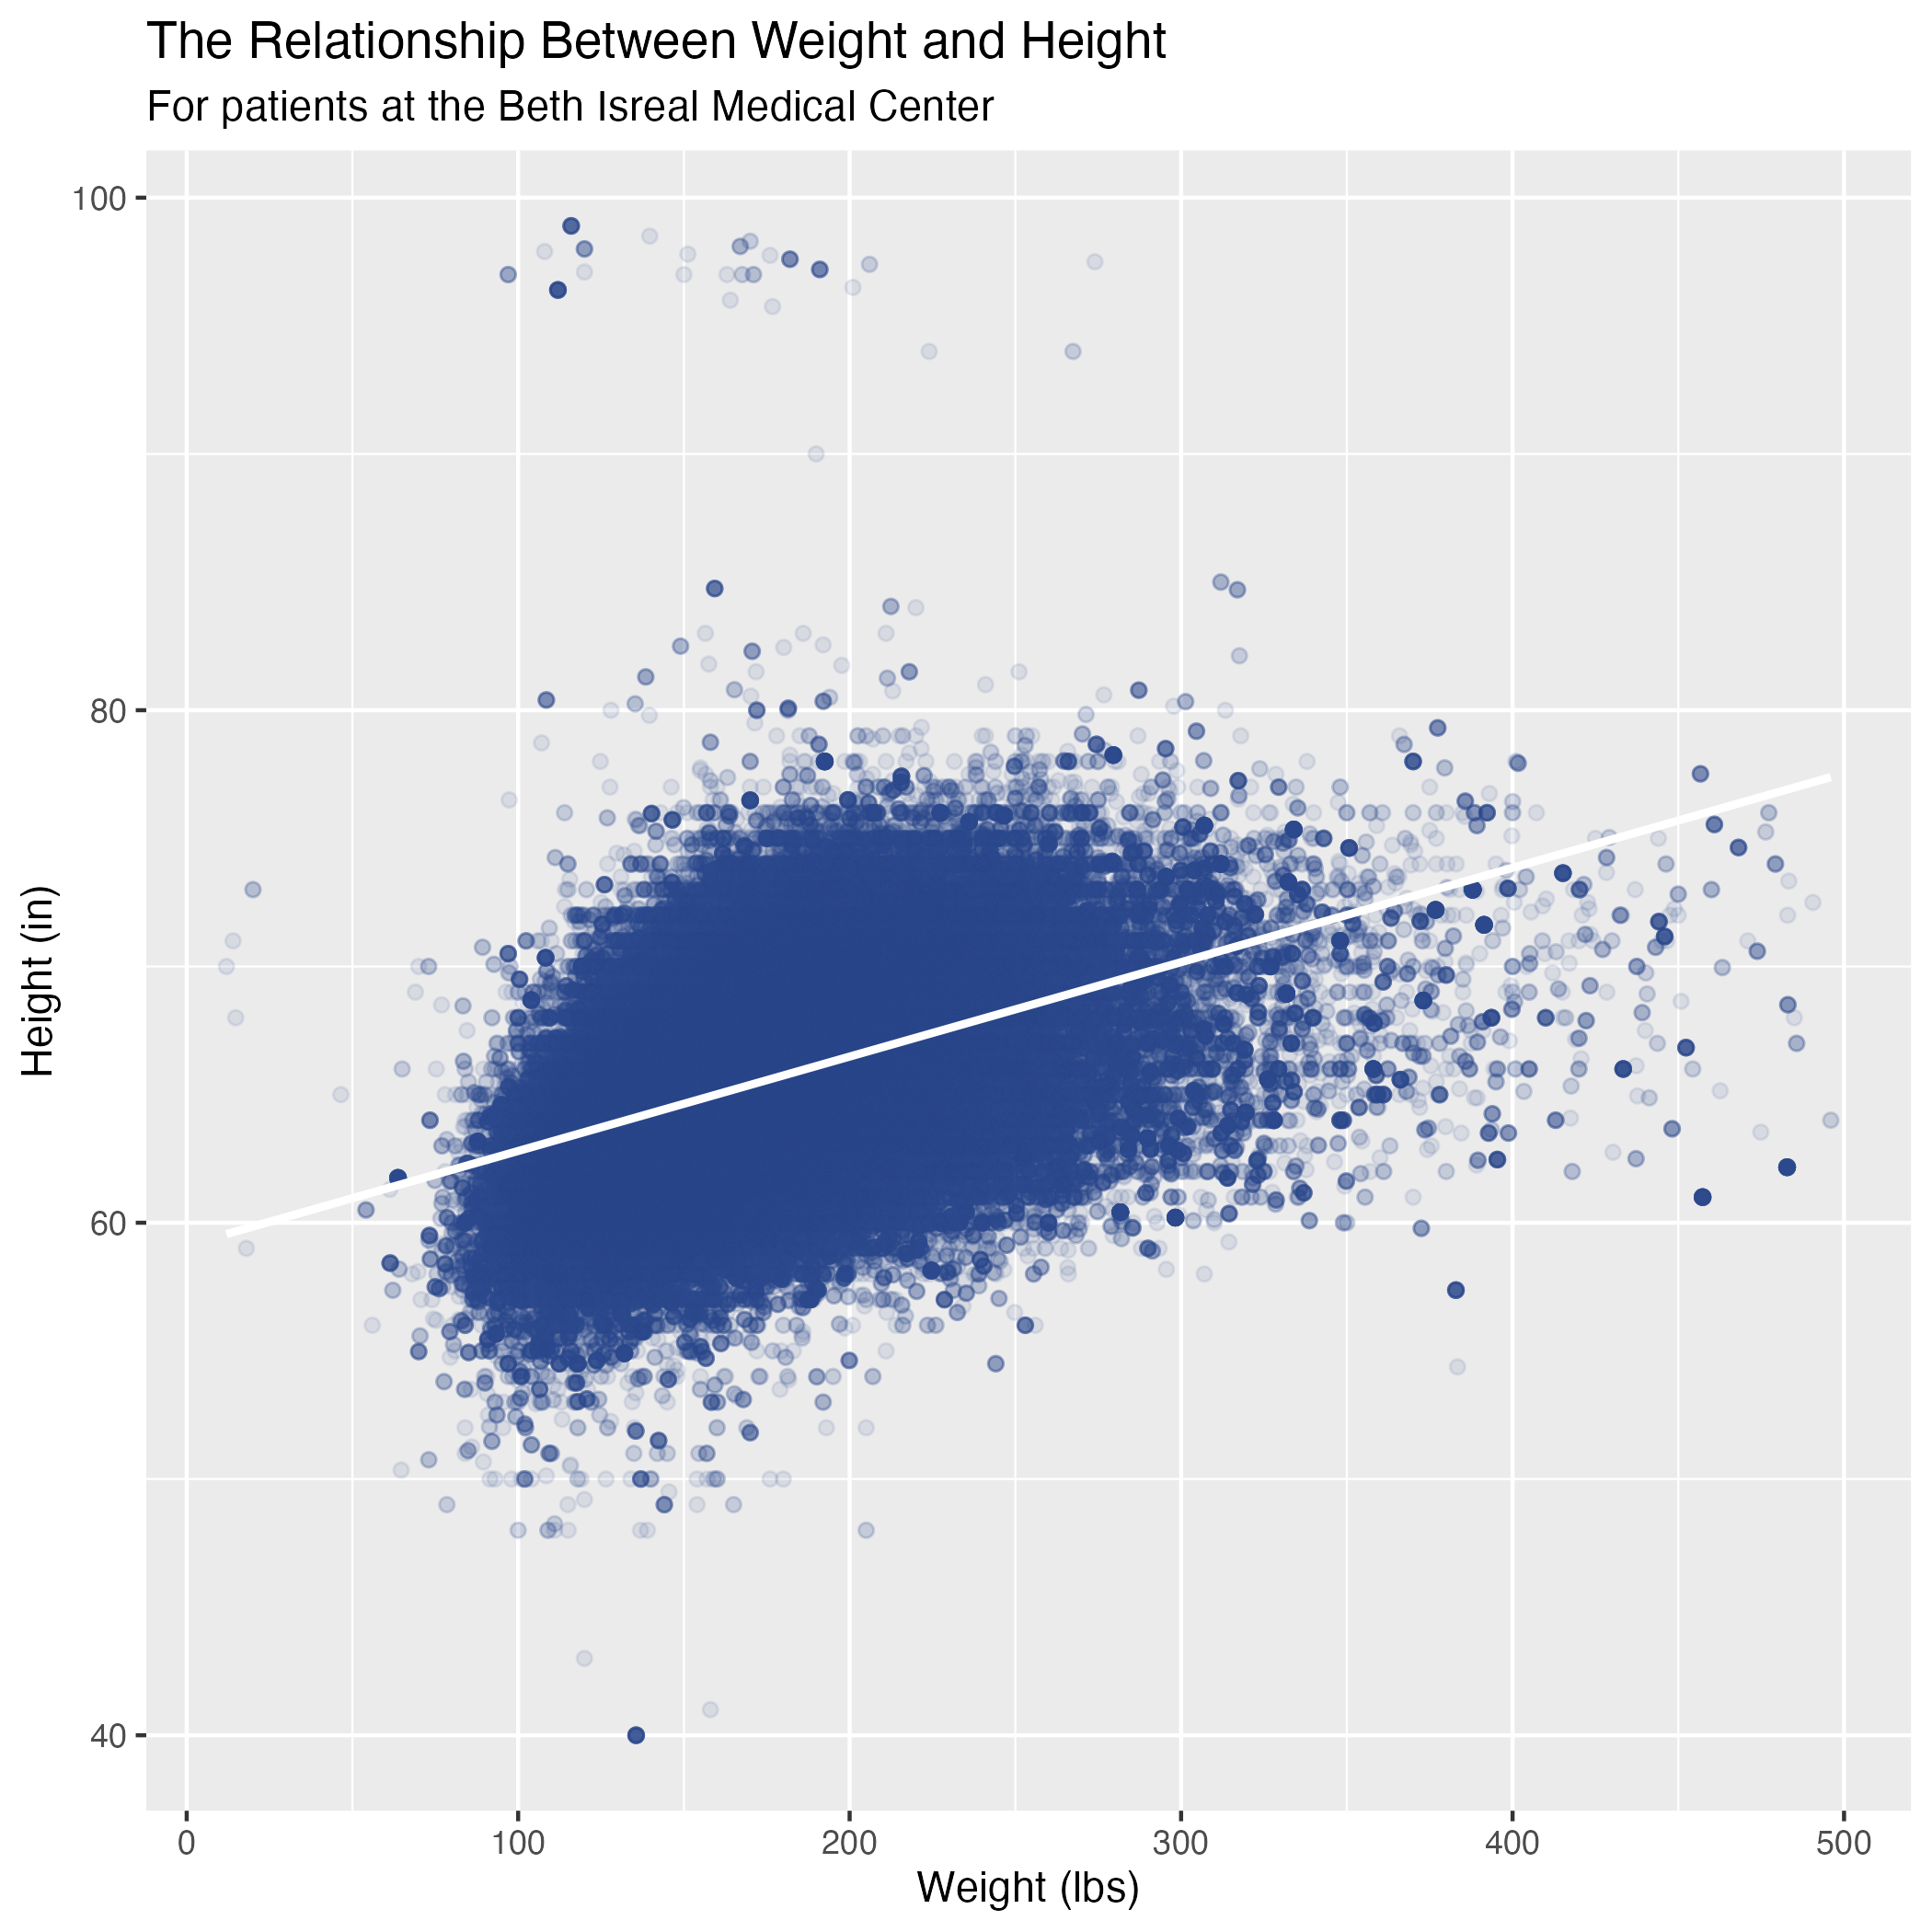 The Relationship Between Weight and Height
For patients at the Beth Isreal Medical Center
100
80
60
40
Height (in)
0 100 200 300 400 500
Weight (lbs)